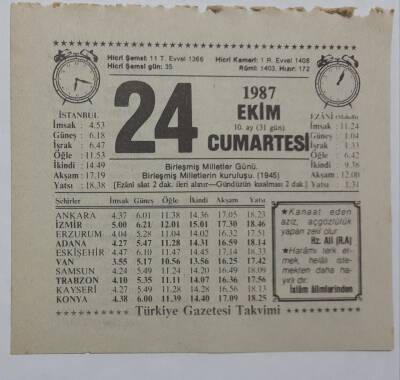 Hicri Şemsi: 11 T. Evvel 1366
Hicri Şemsi gün: 35
Hicri Kameri: 1 R. Evvel 1408
Rûmî: 1403, Hızır: 172
24
1987
EKİM
10. ay (31 gün)
CUMARTESİ
Birleşmiş Milletler Günü.
Birleşmiş Milletlerin kuruluşu. (1945)
[Ezânî sâat 2 dak. ileri alınır—Gündüzün kısalması 2 dak.]
İSTANBUL
İmsak : 4.53
Güneş : 6.18
İşrak : 6.47
Öğle : 11.53
İkindi : 14.49
Akşam : 17.19
Yatsı : 18.38
EZÂNÎ
İmsak : 11.24
Güneş : 1.04
İşrak : 1.33
Öğle : 6.42
İkindi : 9.36
Akşam : 12.00
Yatsı : 1.31
Şehirler İmsak Güneş Öğle İkindi Akşam Yatsı
ANKARA 4.37 6.01 11.38 14.36 17.05 18.23
İZMİR 5.00 6.21 12.01 15.01 17.30 18.46
ERZURUM 4.04 5.28 11.04 14.02 16.32 17.51
ADANA 4.27 5.47 11.28 14.31 16.59 18.14
ESKİŞEHİR 4.47 6.10 11.47 14.45 17.14 18.33
VAN 3.55 5.17 10.56 13.56 16.25 17.42
SAMSUN 4.24 5.49 11.24 14.20 16.49 18.09
TRABZON 4.10 5.35 11.11 14.07 16.36 17.56
KAYSERİ 4.27 5.49 11.28 14.28 16.56 18.13
KONYA 4.38 6.00 11.39 14.40 17.09 18.25
★Kanaat eden
aziz, açgözlülük
yapan zelil olur
Hz. Ali (R.A)
★Harâmı terk et-
mek, helâli iste-
mekten daha ha-
yırlıdır.
İslâm âlimlerinden
Türkiye Gazetesi Takvimi